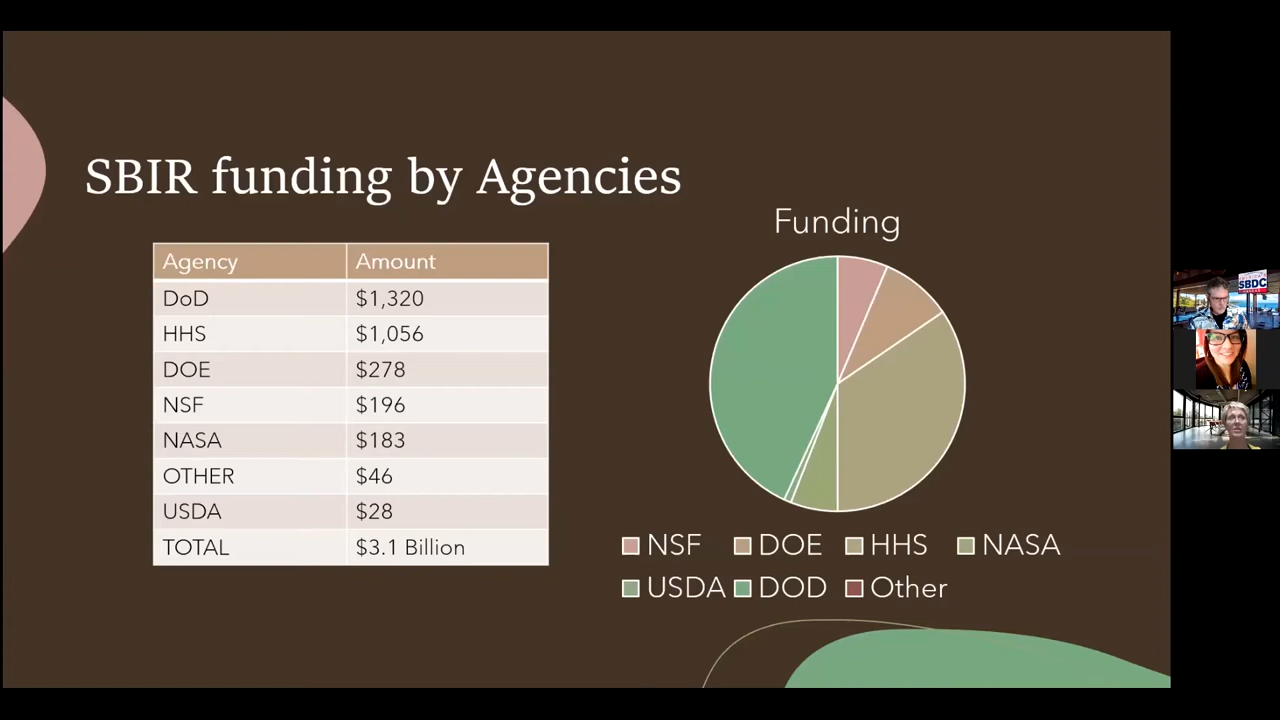 SBIR funding by Agencies
Agency Amount
DoD $1,320
HHS $1,056
DOE $278
NSF $196
NASA $183
OTHER $46
USDA $28
TOTAL $3.1 Billion
Funding
NSF DOE HHS NASA
USDA DOD Other
SBDC